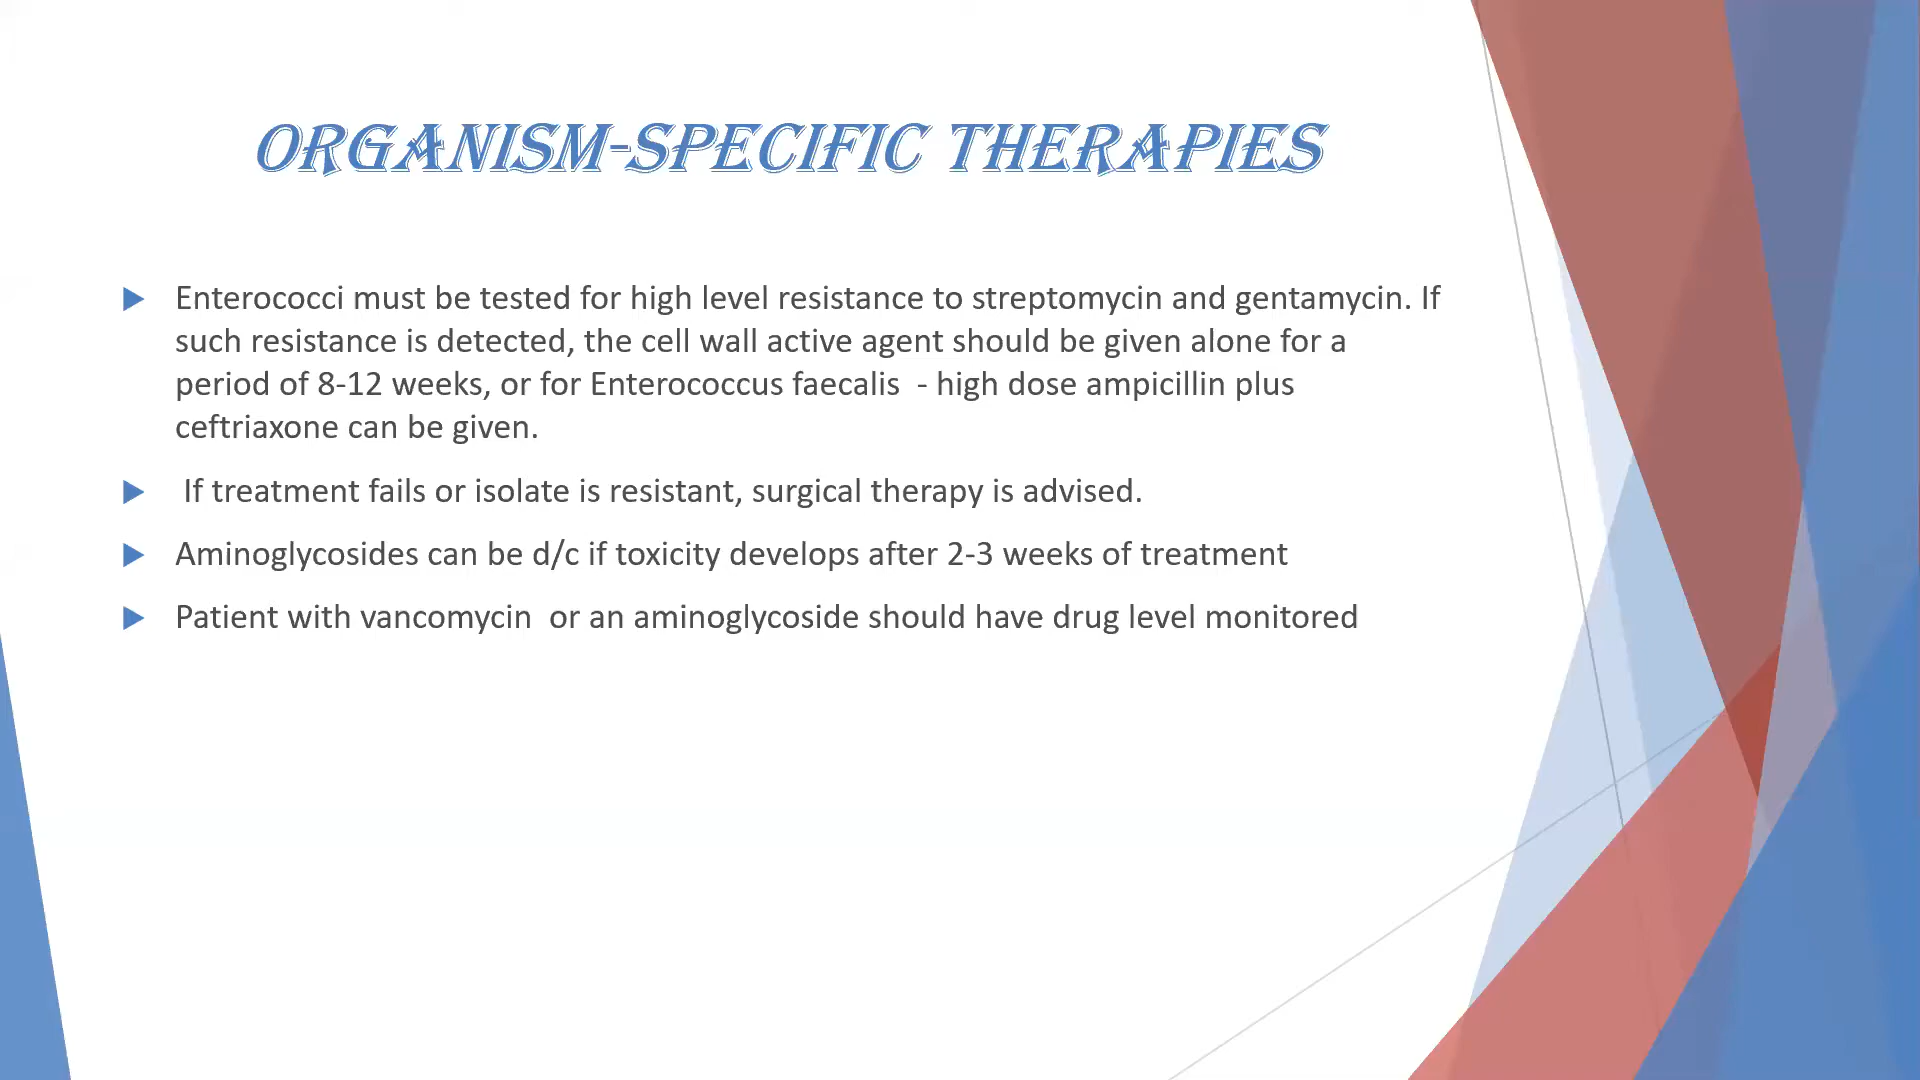 ORGANISM-SPECIFIC THERAPIES
Enterococci must be tested for high level resistance to streptomycin and gentamycin. If
such resistance is detected, the cell wall active agent should be given alone for a
period of 8-12 weeks, or for Enterococcus faecalis  - high dose ampicillin plus
ceftriaxone can be given.
If treatment fails or isolate is resistant, surgical therapy is advised.
Aminoglycosides can be d/c if toxicity develops after 2-3 weeks of treatment
Patient with vancomycin  or an aminoglycoside should have drug level monitored